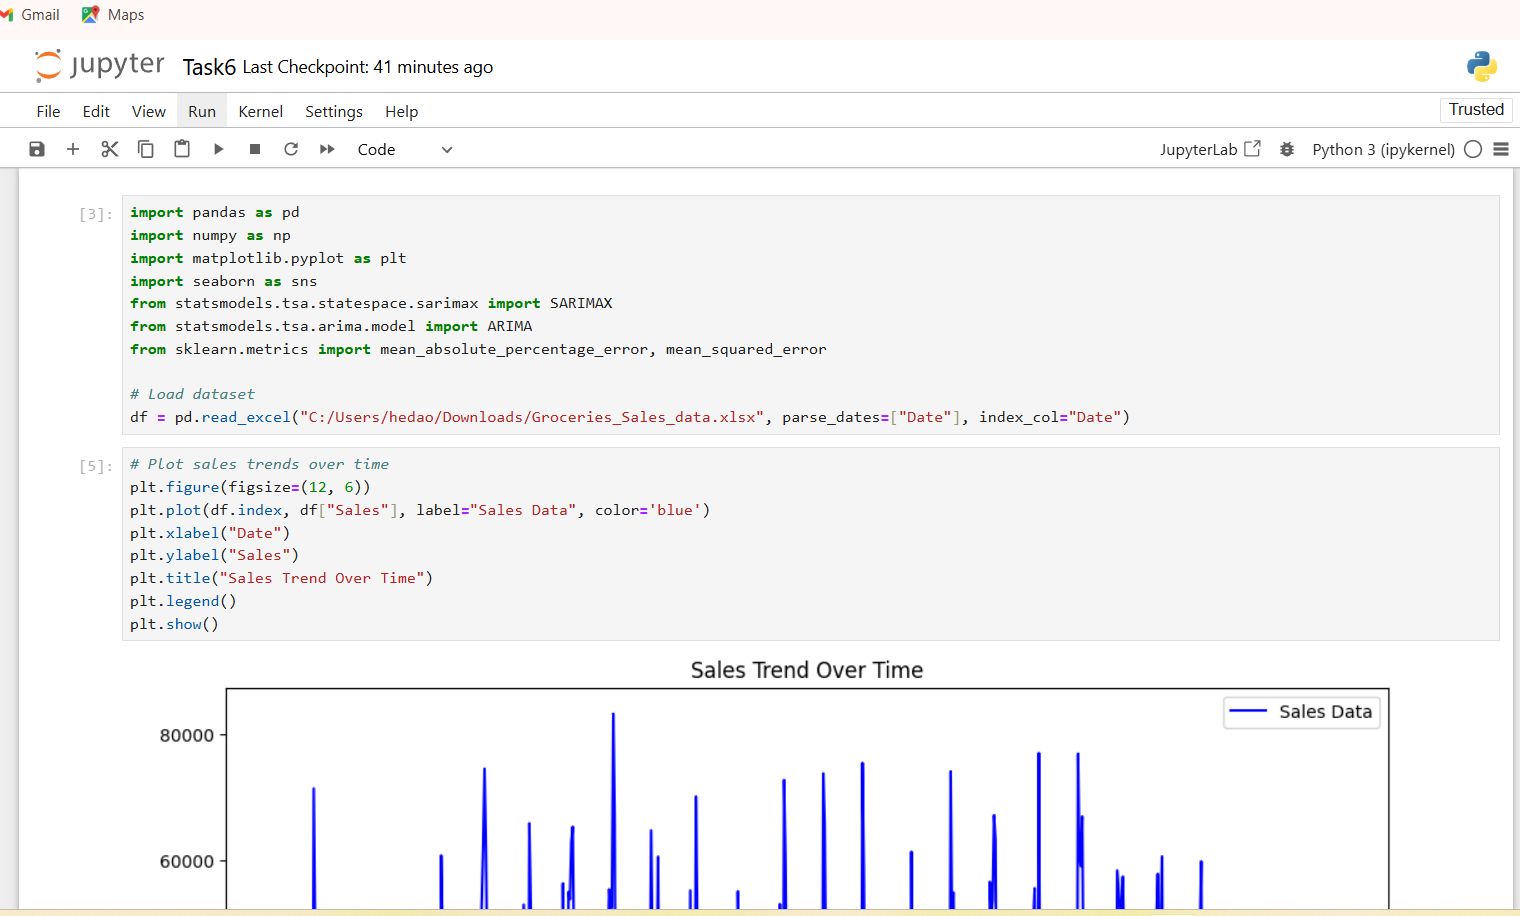 Gmail Maps
jupyter Task6 Last Checkpoint: 41 minutes ago
File Edit View Run Kernel Settings Help
Trusted
Code
JupyterLab Python 3 (ipykernel)
[3]:
import pandas as pd
import numpy as np
import matplotlib.pyplot as plt
import seaborn as sns
from statsmodels.tsa.statespace.sarimax import SARIMAX
from statsmodels.tsa.arima.model import ARIMA
from sklearn.metrics import mean_absolute_percentage_error, mean_squared_error
# Load dataset
df = pd.read_excel("C:/Users/hedao/Downloads/Groceries_Sales_data.xlsx", parse_dates=["Date"], index_col="Date")
[5]:
# Plot sales trends over time
plt.figure(figsize=(12, 6))
plt.plot(df.index, df["Sales"], label="Sales Data", color='blue')
plt.xlabel("Date")
plt.ylabel("Sales")
plt.title("Sales Trend Over Time")
plt.legend()
plt.show()
Sales Trend Over Time
Sales Data
80000
60000